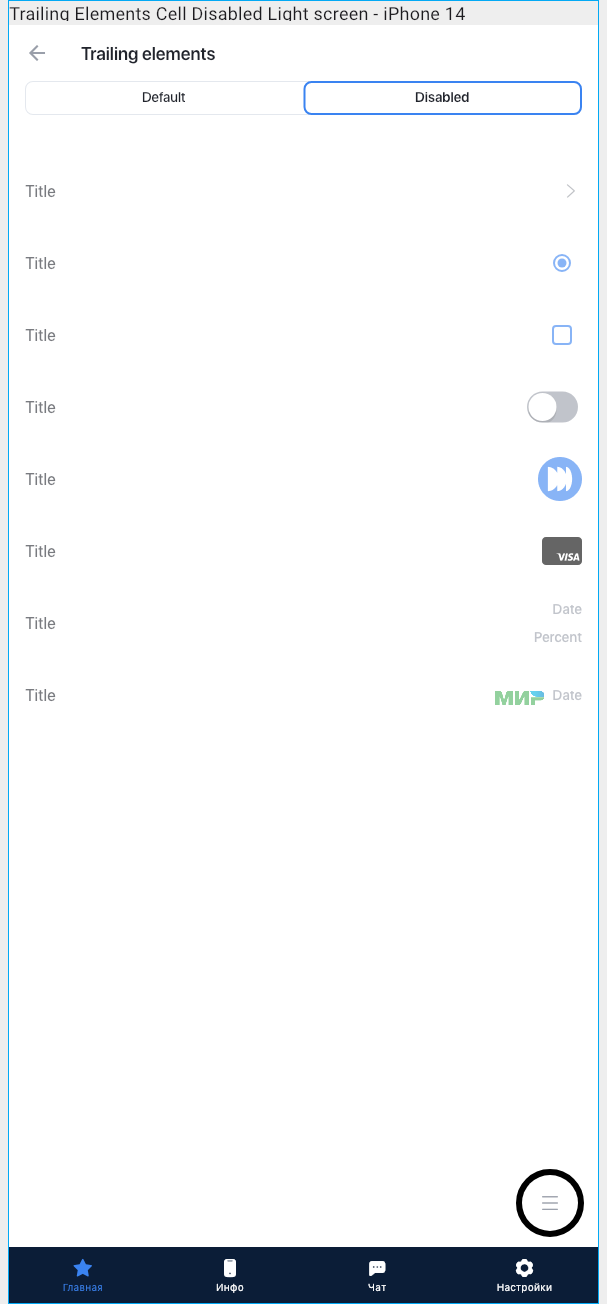 Trailing Elements Cell Disabled Light screen - iPhone 14
Trailing elements
Default
Disabled
Title
Title
Title
Title
Title
Title
VISA
Title
Date
Percent
Title
МИР
Date
Главная
Инфо
Чат
Настройки